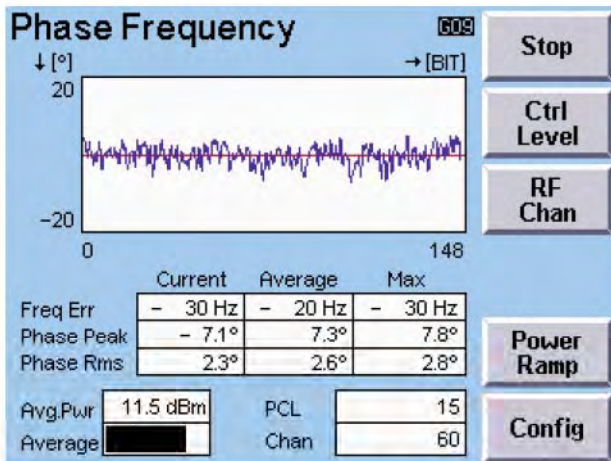 Phase Frequency G09
↓ [°] → [BIT]
20
−20
0 148
Current Average Max
Freq Err − 30 Hz − 20 Hz − 30 Hz
Phase Peak − 7.1° 7.3° 7.8°
Phase Rms 2.3° 2.6° 2.8°
Avg.Pwr 11.5 dBm PCL 15
Average Chan 60
Stop
Ctrl
Level
RF
Chan
Power
Ramp
Config